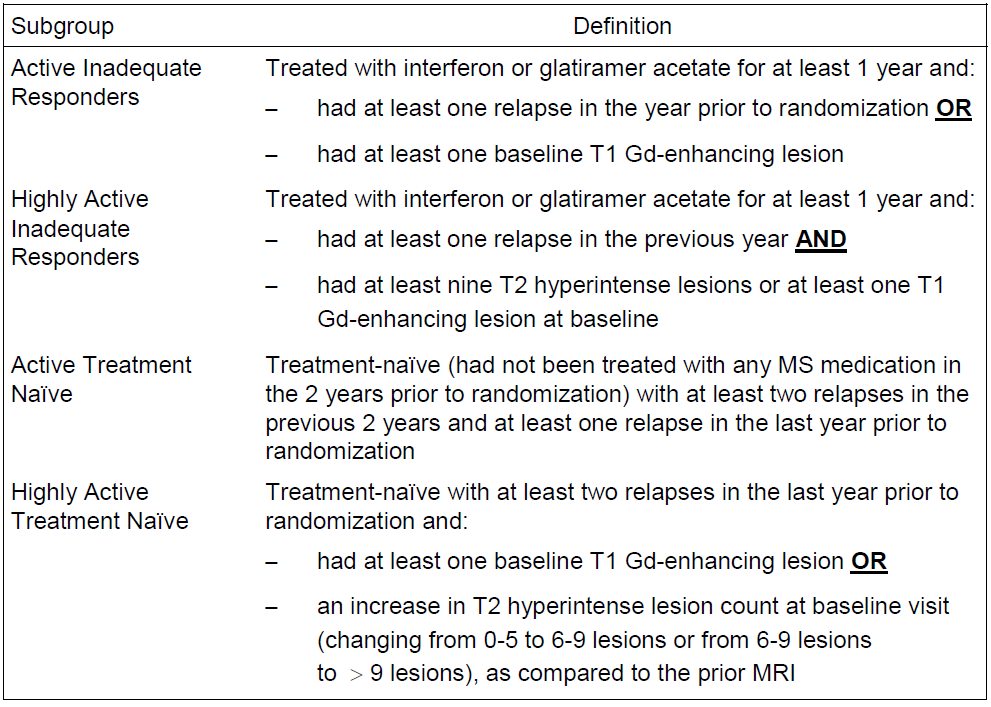 Subgroup Definition
Active Inadequate Responders Treated with interferon or glatiramer acetate for at least 1 year and:
– had at least one relapse in the year prior to randomization OR
– had at least one baseline T1 Gd-enhancing lesion
Highly Active Inadequate Responders Treated with interferon or glatiramer acetate for at least 1 year and:
– had at least one relapse in the previous year AND
– had at least nine T2 hyperintense lesions or at least one T1
Gd-enhancing lesion at baseline
Active Treatment Naïve Treatment-naïve (had not been treated with any MS medication in
the 2 years prior to randomization) with at least two relapses in the
previous 2 years and at least one relapse in the last year prior to
randomization
Highly Active Treatment Naïve Treatment-naïve with at least two relapses in the last year prior to
randomization and:
– had at least one baseline T1 Gd-enhancing lesion OR
– an increase in T2 hyperintense lesion count at baseline visit
(changing from 0-5 to 6-9 lesions or from 6-9 lesions
to > 9 lesions), as compared to the prior MRI